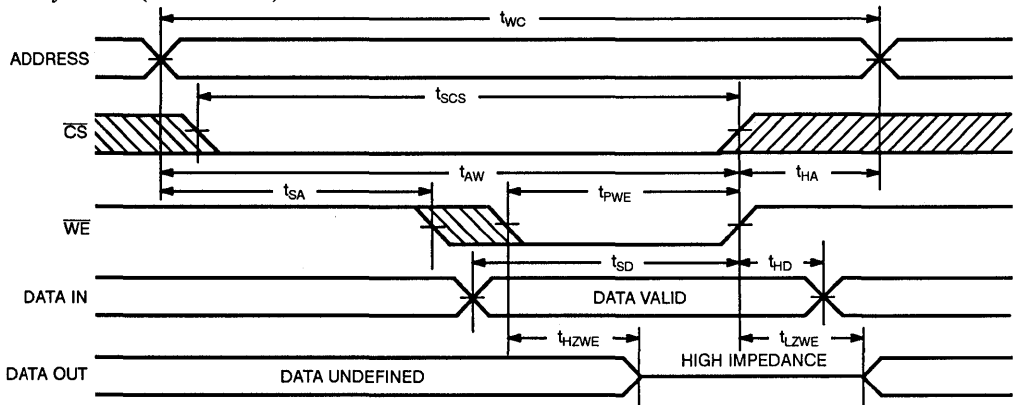 tWC
ADDRESS
tSCS
CS
tAW
tHA
tSA
tPWE
WE
tSD
tHD
DATA IN
DATA VALID
tHZWE
tLZWE
HIGH IMPEDANCE
DATA OUT
DATA UNDEFINED